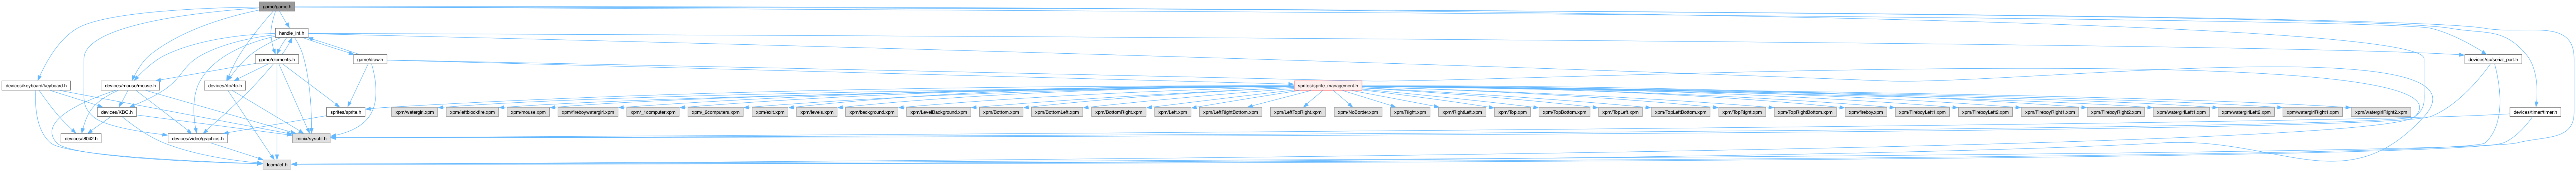 game/game.h
handle_int.h
game/elements.h
game/draw.h
devices/sp/serial_port.h
devices/keyboard/keyboard.h
devices/mouse/mouse.h
devices/rtc/rtc.h
sprites/sprite_management.h
devices/KBC.h
sprites/sprite.h
xpm/watergirl.xpm
xpm/leftblockfire.xpm
xpm/mouse.xpm
xpm/fireboywatergirl.xpm
xpm/_1computer.xpm
xpm/_2computers.xpm
xpm/exit.xpm
xpm/levels.xpm
xpm/background.xpm
xpm/LevelBackground.xpm
xpm/Bottom.xpm
xpm/BottomLeft.xpm
xpm/BottomRight.xpm
xpm/Left.xpm
xpm/LeftRightBottom.xpm
xpm/LeftTopRight.xpm
xpm/NoBorder.xpm
xpm/Right.xpm
xpm/RightLeft.xpm
xpm/Top.xpm
xpm/TopBottom.xpm
xpm/TopLeft.xpm
xpm/TopLeftBottom.xpm
xpm/TopRight.xpm
xpm/TopRightBottom.xpm
xpm/fireboy.xpm
xpm/FireboyLeft1.xpm
xpm/FireboyLeft2.xpm
xpm/FireboyRight1.xpm
xpm/FireboyRight2.xpm
xpm/watergirlLeft1.xpm
xpm/watergirlLeft2.xpm
xpm/watergirlRight1.xpm
xpm/watergirlRight2.xpm
devices/timer/timer.h
devices/i8042.h
devices/video/graphics.h
minix/sysutil.h
lcom/lcf.h